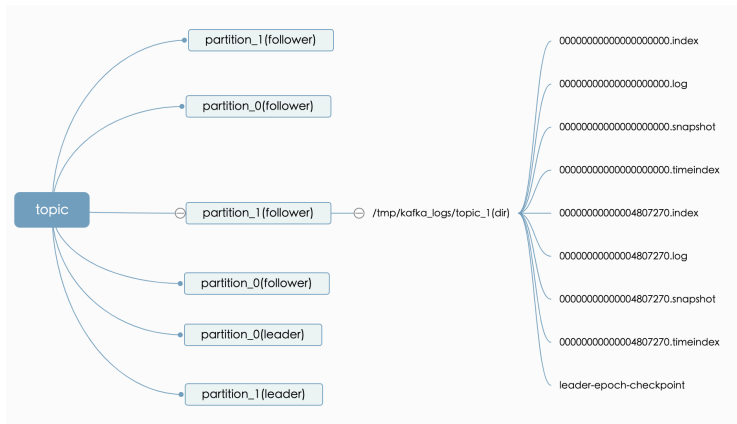 topic
partition_1(follower)
partition_0(follower)
partition_1(follower)
partition_0(follower)
partition_0(leader)
partition_1(leader)
/tmp/kafka_logs/topic_1(dir)
00000000000000000000.index
00000000000000000000.log
00000000000000000000.snapshot
00000000000000000000.timeindex
00000000000004807270.index
00000000000004807270.log
00000000000004807270.snapshot
00000000000004807270.timeindex
leader-epoch-checkpoint